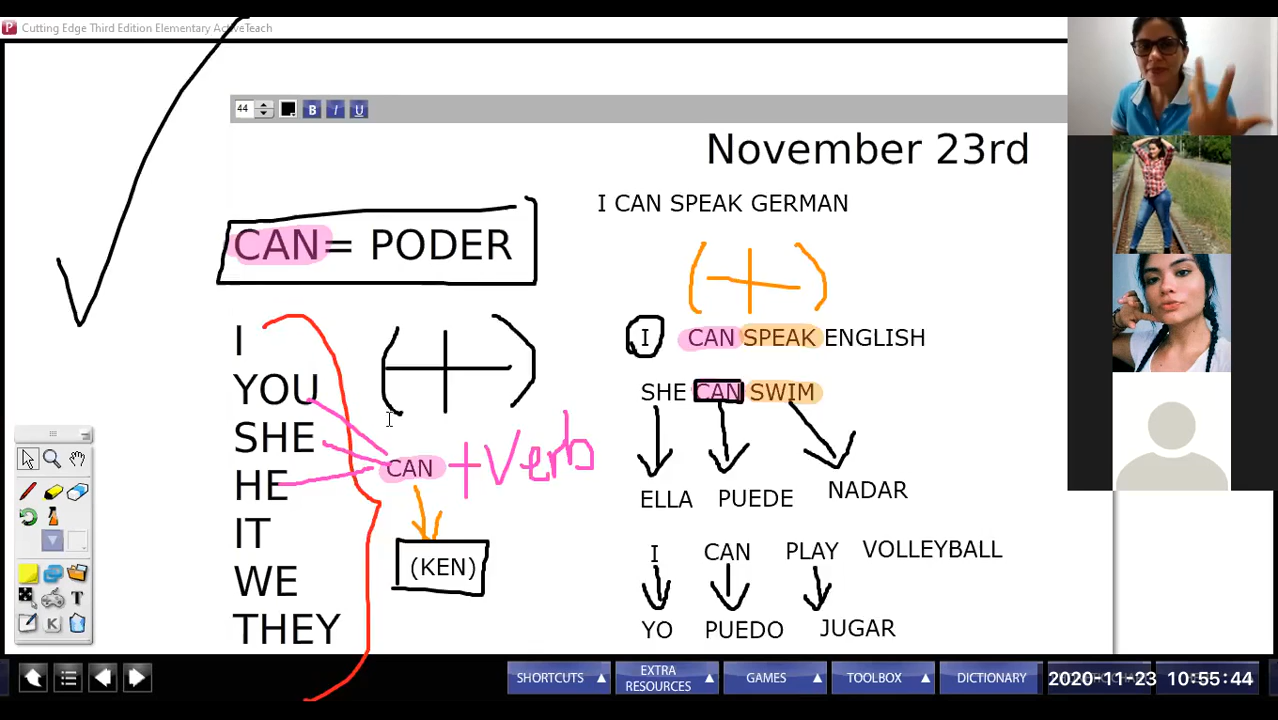 Cutting Edge Third Edition Elementary ActiveTeach
44 B I U
November 23rd
I CAN SPEAK GERMAN
CAN= PODER
I
YOU
SHE
HE
IT
WE
THEY
CAN + Verb
(KEN)
I CAN SPEAK ENGLISH
SHE CAN SWIM
ELLA PUEDE NADAR
I CAN PLAY VOLLEYBALL
YO PUEDO JUGAR
T
K
SHORTCUTS
EXTRA
RESOURCES
GAMES
TOOLBOX
DICTIONARY
2020-11-23 10:55:44